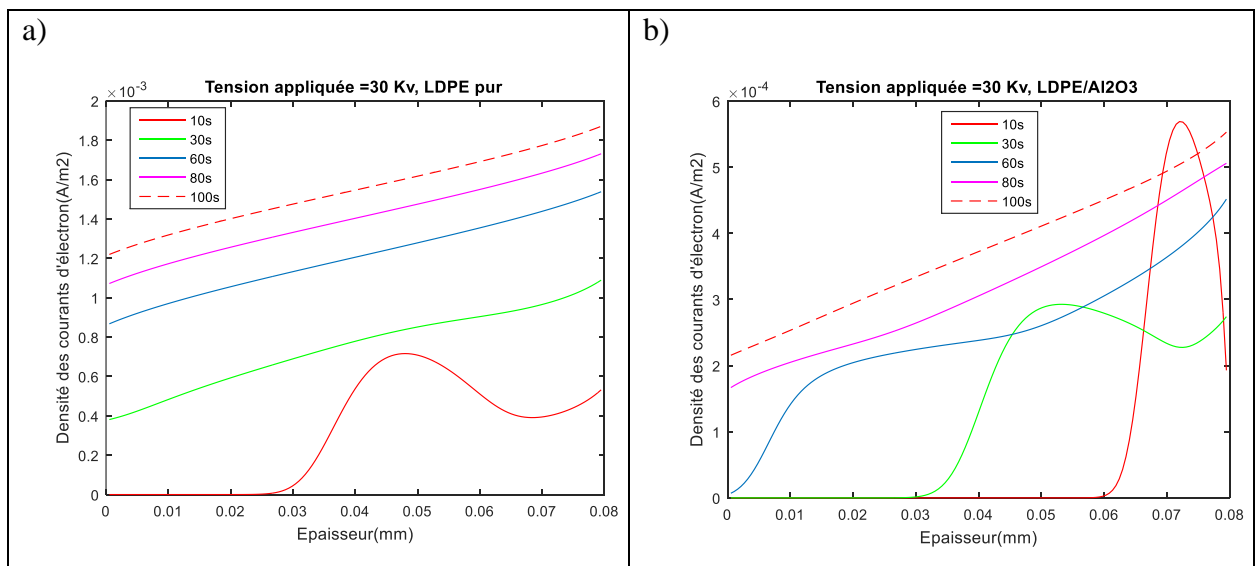 a)
Tension appliquée =30 Kv, LDPE pur
×10⁻³
2
1.8
1.6
1.4
1.2
1
0.8
0.6
0.4
0.2
0
Densité des courants d'électron(A/m2)
10s
30s
60s
80s
100s
0
0.01
0.02
0.03
0.04
0.05
0.06
0.07
0.08
Epaisseur(mm)
b)
Tension appliquée =30 Kv, LDPE/Al2O3
×10⁻⁴
6
5
4
3
2
1
0
Densité des courants d'électron(A/m2)
10s
30s
60s
80s
100s
0
0.01
0.02
0.03
0.04
0.05
0.06
0.07
0.08
Epaisseur(mm)